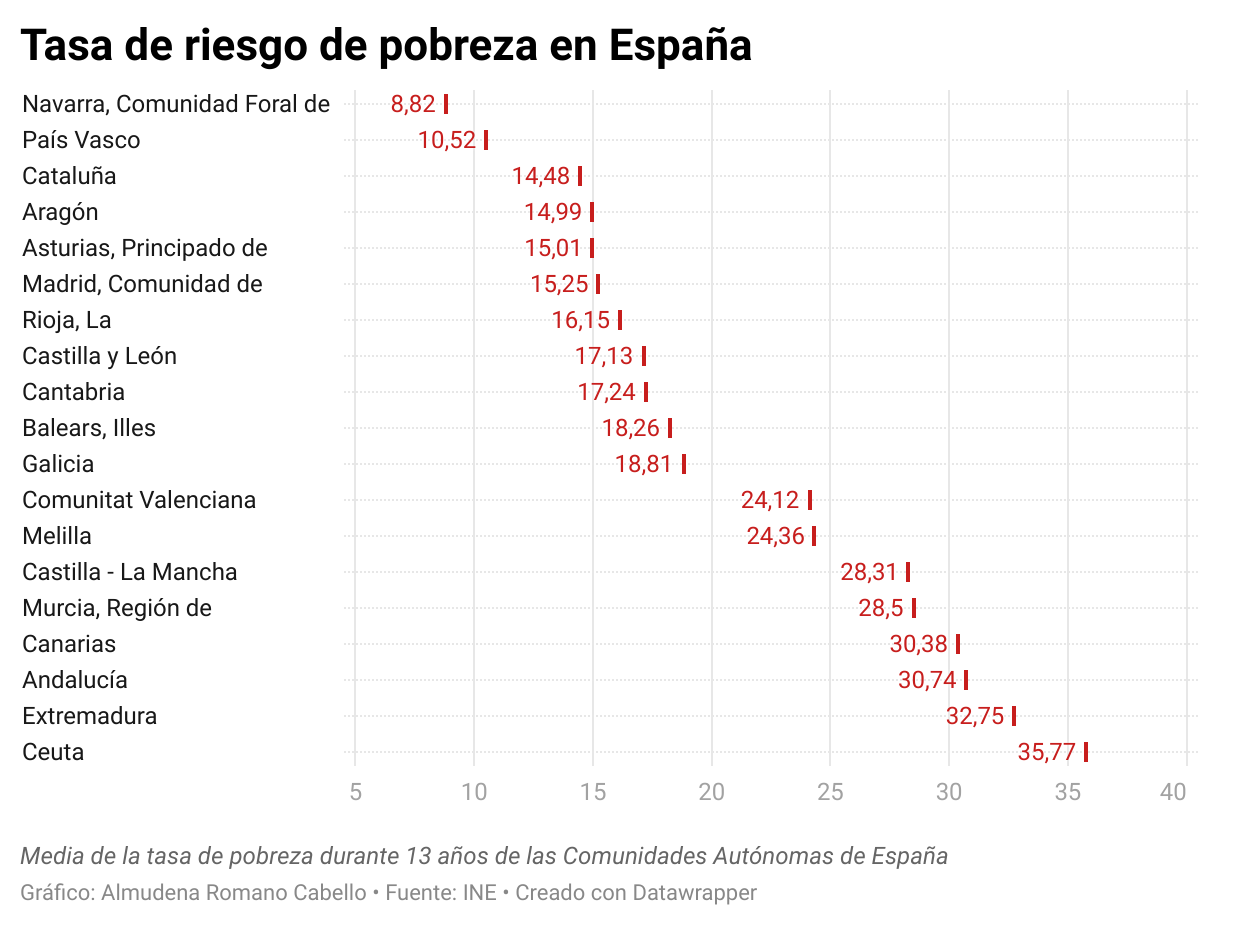 Tasa de riesgo de pobreza en España
Navarra, Comunidad Foral de 8,82
País Vasco 10,52
Cataluña 14,48
Aragón 14,99
Asturias, Principado de 15,01
Madrid, Comunidad de 15,25
Rioja, La 16,15
Castilla y León 17,13
Cantabria 17,24
Balears, Illes 18,26
Galicia 18,81
Comunitat Valenciana 24,12
Melilla 24,36
Castilla - La Mancha 28,31
Murcia, Región de 28,5
Canarias 30,38
Andalucía 30,74
Extremadura 32,75
Ceuta 35,77
5 10 15 20 25 30 35 40
Media de la tasa de pobreza durante 13 años de las Comunidades Autónomas de España
Gráfico: Almudena Romano Cabello • Fuente: INE • Creado con Datawrapper